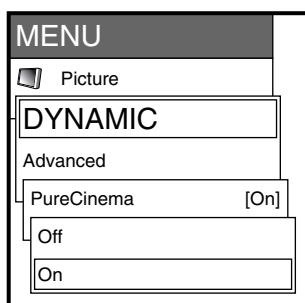 MENU
Picture
DYNAMIC
Advanced
PureCinema [On]
Off
On